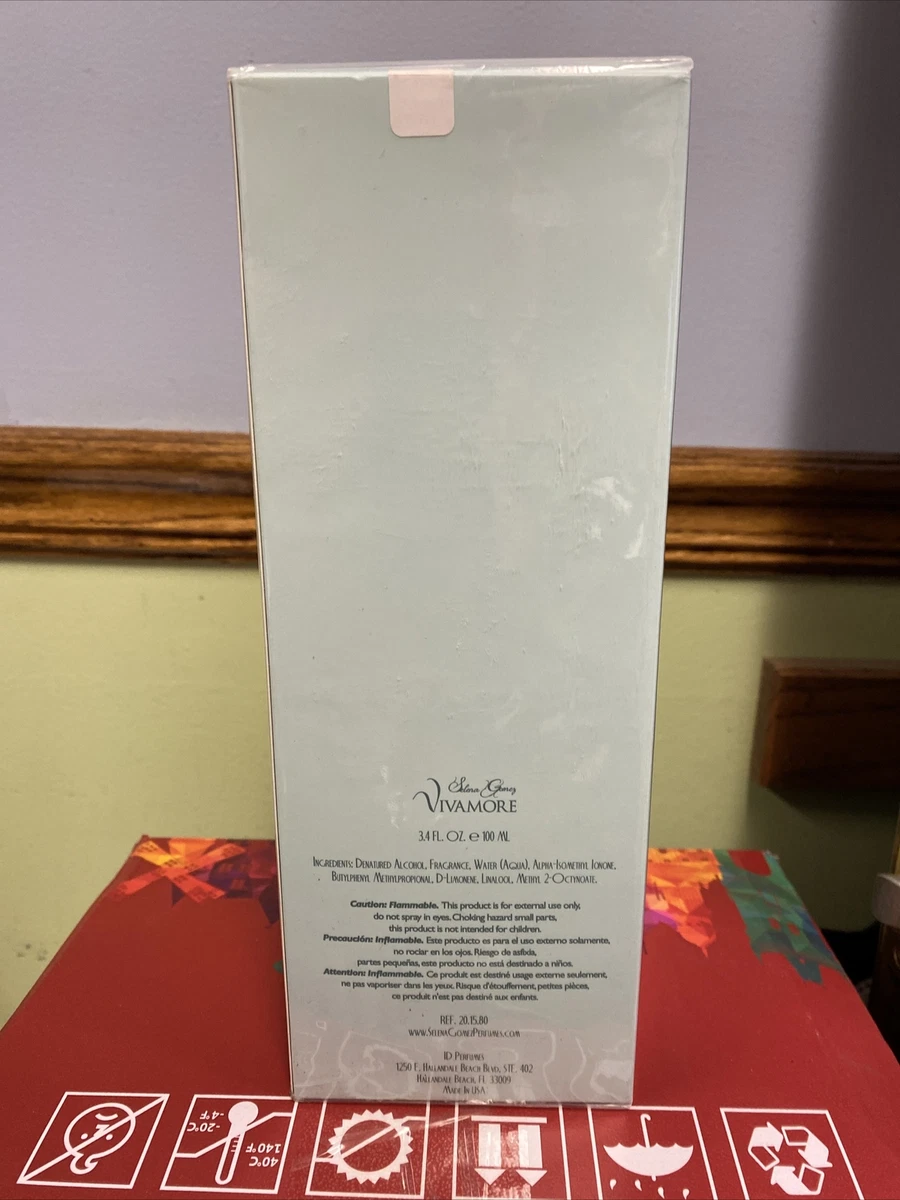 Selena Gomez
VIVAMORE
3.4 FL. OZ. ℮ 100 ML
INGREDIENTS: DENATURED ALCOHOL, FRAGRANCE, WATER (AQUA), ALPHA-ISOMETHYL IONONE,
BUTYLPHENYL METHYLPROPIONAL, D-LIMONENE, LINALOOL, METHYL 2-OCTYNOATE.
Caution: Flammable. This product is for external use only,
do not spray in eyes. Choking hazard small parts,
this product is not intended for children.
Precaución: Inflamable. Este producto es para el uso externo solamente,
no rociar en los ojos. Riesgo de asfixia,
partes pequeñas, este producto no está destinado a niños.
Attention: Inflammable. Ce produit est destiné usage externe seulement,
ne pas vaporiser dans les yeux. Risque d'étouffement, petites pièces,
ce produit n'est pas destiné aux enfants.
REF. 20.15.80
WWW.SELENAGOMEZPERFUMES.COM
ID PERFUMES
1250 E. HALLANDALE BEACH BLVD, STE. 402
HALLANDALE BEACH, FL 33009
MADE IN USA
-20°C
-4°F
40°C
140°F